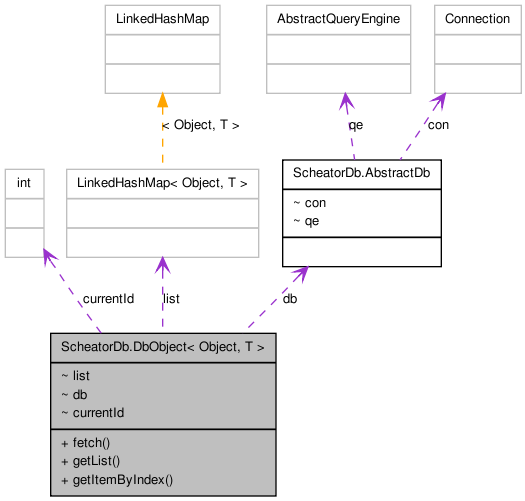 LinkedHashMap
AbstractQueryEngine
Connection
< Object, T >
qe
con
int
LinkedHashMap< Object, T >
ScheatorDb.AbstractDb
~ con
~ qe
currentId
list
db
ScheatorDb.DbObject< Object, T >
~ list
~ db
~ currentId
+ fetch()
+ getList()
+ getItemByIndex()